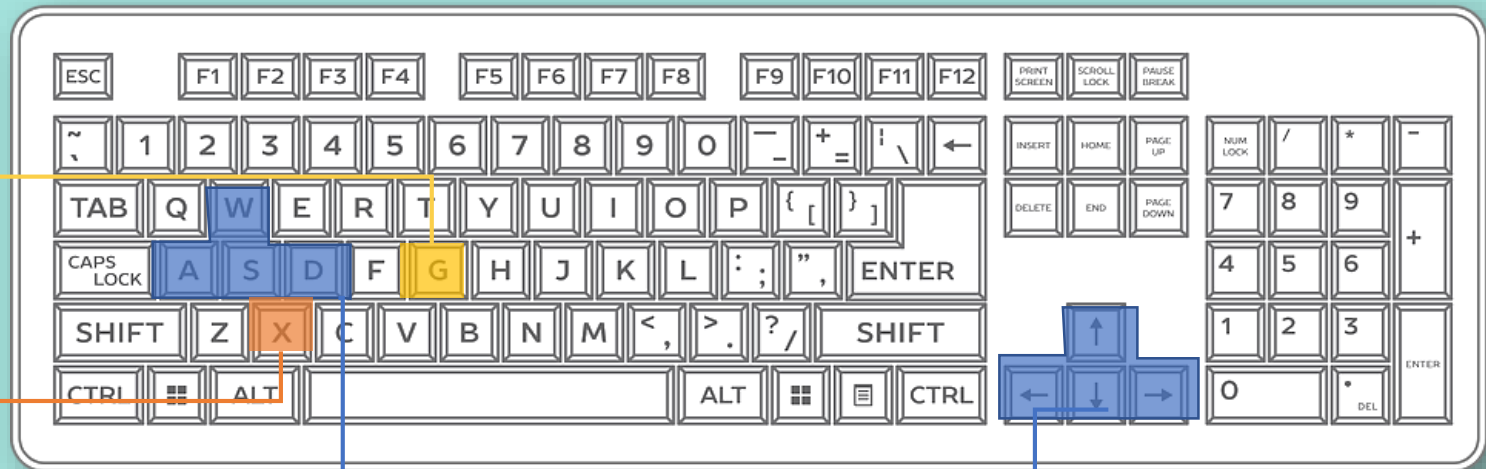 ESC F1 F2 F3 F4 F5 F6 F7 F8 F9 F10 F11 F12 PRINT SCREEN SCROLL LOCK PAUSE BREAK
~ ` 1 2 3 4 5 6 7 8 9 0 — - + = ¦ \ ← INSERT HOME PAGE UP NUM LOCK / * -
TAB Q W E R T Y U I O P { [ } ] DELETE END PAGE DOWN 7 8 9 +
CAPS LOCK A S D F G H J K L : ; " , ENTER 4 5 6
SHIFT Z X C V B N M < , > . ? / SHIFT ↑ 1 2 3 ENTER
CTRL ALT ALT CTRL ← ↓ → 0 • DEL